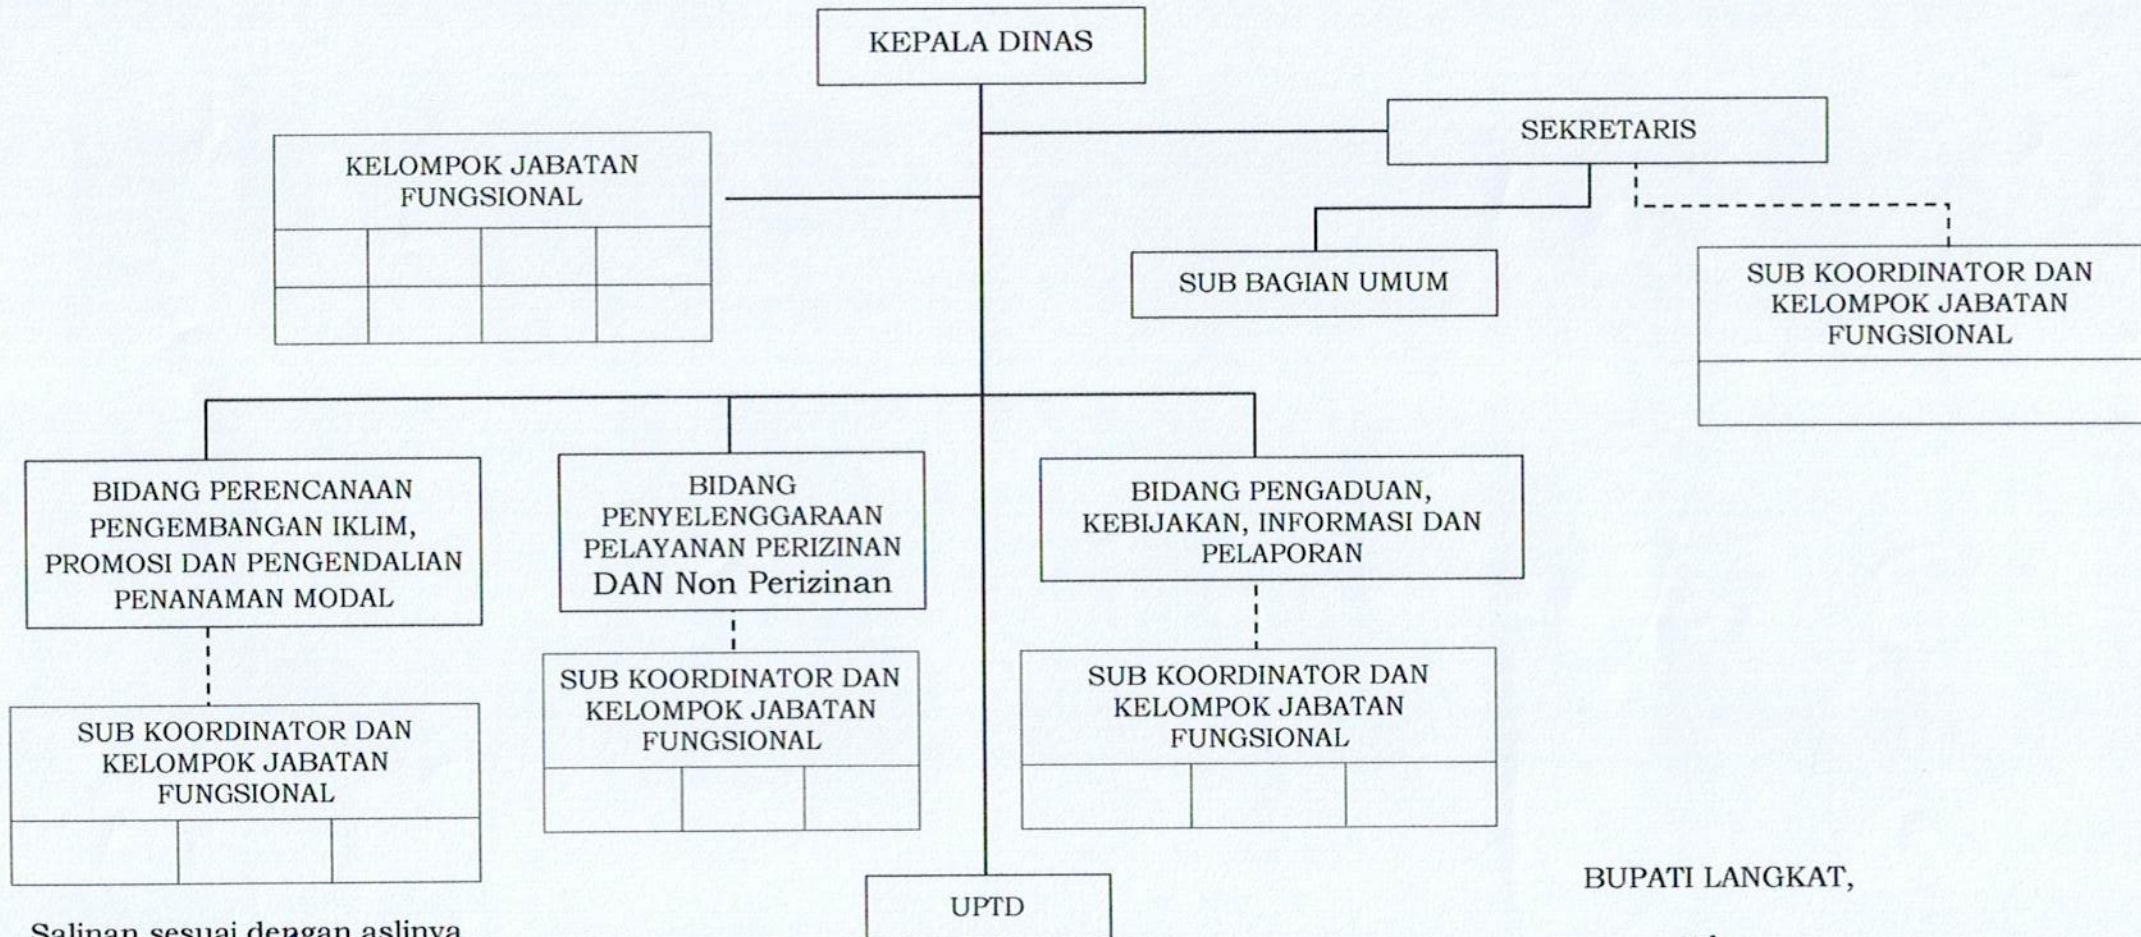 KEPALA DINAS
SEKRETARIS
KELOMPOK JABATAN
FUNGSIONAL
SUB BAGIAN UMUM
SUB KOORDINATOR DAN
KELOMPOK JABATAN
FUNGSIONAL
BIDANG PERENCANAAN
PENGEMBANGAN IKLIM,
PROMOSI DAN PENGENDALIAN
PENANAMAN MODAL
BIDANG
PENYELENGGARAAN
PELAYANAN PERIZINAN
DAN Non Perizinan
BIDANG PENGADUAN,
KEBIJAKAN, INFORMASI DAN
PELAPORAN
SUB KOORDINATOR DAN
KELOMPOK JABATAN
FUNGSIONAL
SUB KOORDINATOR DAN
KELOMPOK JABATAN
FUNGSIONAL
SUB KOORDINATOR DAN
KELOMPOK JABATAN
FUNGSIONAL
UPTD
BUPATI LANGKAT,
Salinan sesuai dengan aslinya